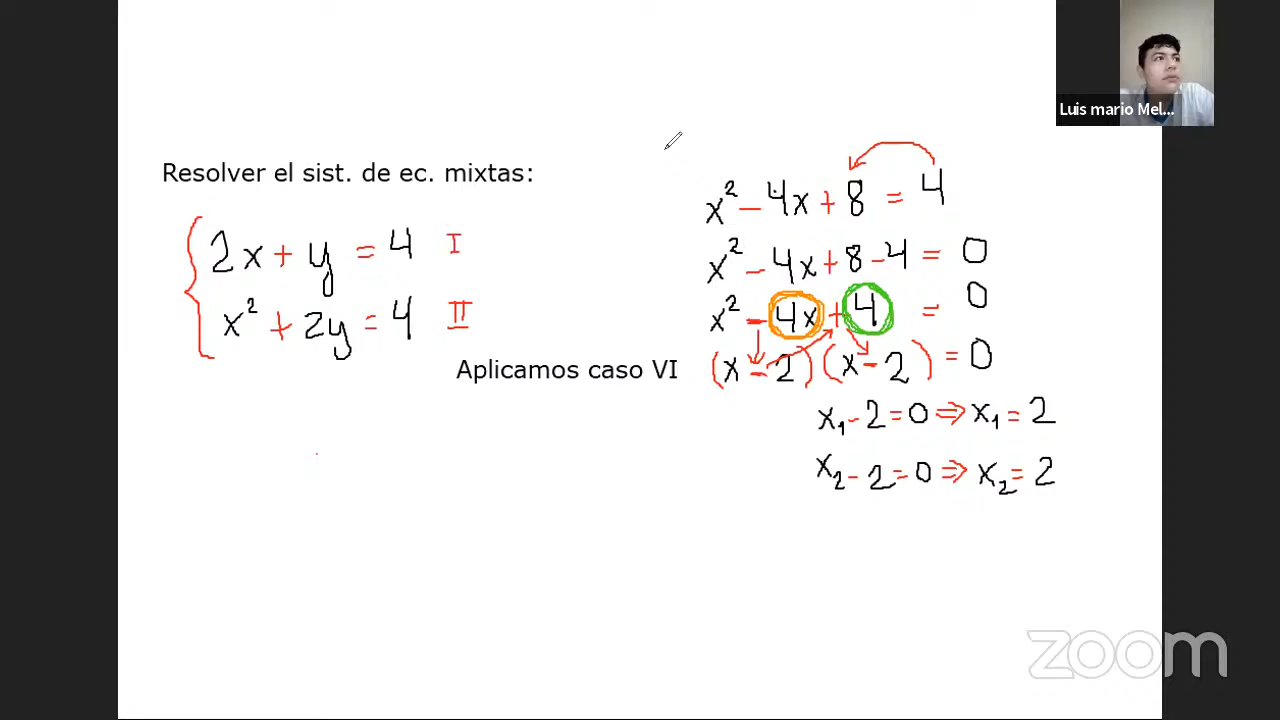 Luis mario Mel...
Resolver el sist. de ec. mixtas:
2x + y = 4 I
x² + 2y = 4 II
Aplicamos caso VI
x² - 4x + 8 = 4
x² - 4x + 8 - 4 = 0
x² - 4x + 4 = 0
(x - 2) (x - 2) = 0
x₁ - 2 = 0 ⇒ x₁ = 2
x₂ - 2 = 0 ⇒ x₂ = 2
zoom